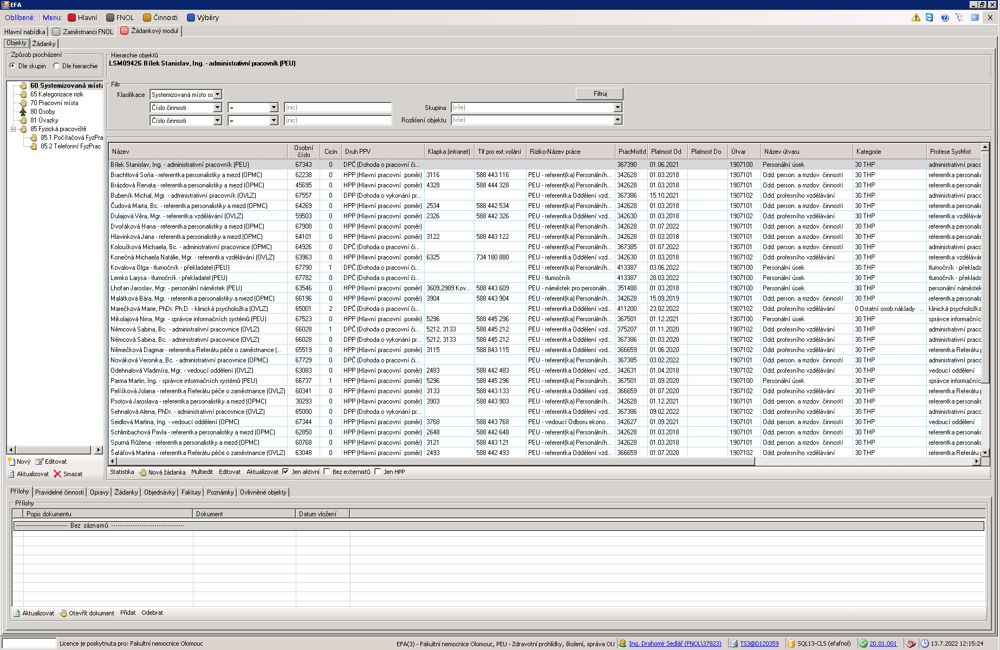 EFA
Oblíbené: Menu: Hlavní FNOL Činnosti Výběry X
Hlavní nabídka Zaměstnanci FNOL Žádankový modul
Objekty Žádanky
Způsob procházení
Dle skupin Dle hierarchie
60 Systemizovaná místa
65 Kategorizace rizik
70 Pracovní místa
80 Osoby
81 Úvazky
85 Fyzická pracoviště
85.1 Počítačová FyzPra
85.2 Telefonní FyzPrac
Nový Editovat
Aktualizovat Smazat
Hierarchie objektů
LSM09426 Bílek Stanislav, Ing. - administrativní pracovník (PEU)
Filtr
Klasifikace Systemizovaná místo os Filtruj
Číslo činnosti = (nic) Skupina (vše)
Číslo činnosti = (nic) Rozlišení objektu (vše)
Název Osobní číslo Cicin Druh PPV Klapka (intranet) Tlf pro ext.volání Riziko-Název práce PracMistId Platnost Od Platnost Do Útvar Název útvaru Kategorie Profese SysMist
Bílek Stanislav, Ing. - administrativní pracovník (PEU) 67343 0 DPČ (Dohoda o pracovní či... 367390 01.06.2021 1907100 Personální úsek 30 THP administrativní prac
Brachtlová Soňa - referentka personalistiky a mezd (OPMC) 62238 0 HPP (Hlavní pracovní poměr) 3116 588 443 116 PEU - referent(ka) Personálníh... 342628 01.03.2018 1907101 Odd. person. a mzdov. činností 30 THP referentka personalis
Brázdová Renata - referentka personalistiky a mezd (OPMC) 45695 0 HPP (Hlavní pracovní poměr) 4328 588 444 328 PEU - referent(ka) Personálníh... 342628 01.03.2018 1907101 Odd. person. a mzdov. činností 30 THP referentka personalis
Bubeník Michal, Mgr. - administrativní pracovník (OVLZ) 67557 0 DPP (Dohoda o vykonání pr... PEU - referentka Oddělení vzd... 367386 15.10.2021 1907102 Odd. profesního vzdělávání 30 THP administrativní prac
Čudová Marta, Bc. - referentka personalistiky a mezd (OPMC) 64269 0 HPP (Hlavní pracovní poměr) 2534 588 442 534 PEU - referent(ka) Personálníh... 342628 01.03.2018 1907101 Odd. person. a mzdov. činností 30 THP referentka personalis
Dulajová Věra, Mgr. - referentka vzdělávání (OVLZ) 59503 0 HPP (Hlavní pracovní poměr) 2326 588 442 326 PEU - referentka Oddělení vzd... 342630 01.03.2018 1907102 Odd. profesního vzdělávání 30 THP referentka vzdělávár
Dvořáková Hana - referentka personalistiky a mezd (OPMC) 67908 0 HPP (Hlavní pracovní poměr) PEU - referent(ka) Personálníh... 342628 01.07.2022 1907101 Odd. person. a mzdov. činností 30 THP referentka personalis
Hlavinková Jana - referentka personalistiky a mezd (OPMC) 64101 0 HPP (Hlavní pracovní poměr) 3122 588 443 122 PEU - referent(ka) Personálníh... 342628 01.03.2018 1907101 Odd. person. a mzdov. činností 30 THP referentka personalis
Koloušková Michaela, Bc. - administrativní pracovnice (OPMC) 64926 0 DPČ (Dohoda o pracovní či... PEU - referent(ka) Personálníh... 367385 01.07.2022 1907101 Odd. person. a mzdov. činností 30 THP administrativní prac
Konečná Michaela Natálie, Mgr. - referentka vzdělávání (OVLZ) 63963 0 HPP (Hlavní pracovní poměr) 6325 734 180 880 PEU - referentka Oddělení vzd... 342630 01.03.2018 1907102 Odd. profesního vzdělávání 30 THP referentka vzdělávár
Kovalova Olga - tlumočník - překladatel (PEU) 67790 1 DPČ (Dohoda o pracovní či... PEU - referent(ka) Personálníh... 413387 03.06.2022 1907100 Personální úsek 30 THP tlumočník - překlada
Lemko Larysa - tlumočník - překladatel (PEU) 67782 0 DPČ (Dohoda o pracovní či... PEU - tlumočník 413387 28.03.2022 1907100 Personální úsek 30 THP tlumočník - překlada
Lhoťan Jaroslav, Mgr. - personální náměstek (PEU) 63546 0 HPP (Hlavní pracovní poměr) 3609,2989 Kov... 588 443 609 PEU - náměstek pro personáln... 351488 01.03.2018 1907100 Personální úsek 30 THP personální náměstek
Malátková Bára, Mgr. - referentka personalistiky a mezd (OPMC) 66196 0 HPP (Hlavní pracovní poměr) 3904 588 443 904 PEU - referent(ka) Personálníh... 342628 15.09.2019 1907101 Odd. person. a mzdov. činností 30 THP referentka personalis
Marečková Marie, PhDr. Ph.D. - klinická psycholožka (OVLZ) 65001 2 DPČ (Dohoda o pracovní či... PEU - referentka Oddělení vzd... 411200 23.02.2022 1907102 Odd. profesního vzdělávání 0 Ostatní osob.náklady ... klinická psycholožka
Mikolajová Nina, Mgr. - správce informačních systémů (PEU) 67523 0 HPP (Hlavní pracovní poměr) 5296 588 445 296 PEU - referent(ka) Personálníh... 367501 01.12.2021 1907100 Personální úsek 30 THP správce informačníc
Němcová Sabina, Bc. - administrativní pracovnice (OVLZ) 66028 1 DPČ (Dohoda o pracovní či... 5212, 3133 588 445 212 PEU - referentka Oddělení vzd... 375207 01.11.2020 1907102 Odd. profesního vzdělávání 30 THP administrativní prac
Němcová Sabina, Bc. - administrativní pracovnice (OVLZ) 66028 0 DPP (Dohoda o vykonání pr... 5212, 3133 588 445 212 PEU - referentka Oddělení vzd... 367386 01.03.2020 1907102 Odd. profesního vzdělávání 30 THP administrativní prac
Němečková Dagmar - referentka Referátu péče o zaměstnance (... 65519 0 HPP (Hlavní pracovní poměr) 3115 588 843 115 PEU - referentka Oddělení vzd... 366659 01.06.2020 1907102 Odd. profesního vzdělávání 30 THP referentka Referátu
Nováková Veronika, Bc. - administrativní pracovnice (OPMC) 67729 0 DPČ (Dohoda o pracovní či... PEU - referent(ka) Personálníh... 367385 03.02.2022 1907101 Odd. person. a mzdov. činností 30 THP administrativní prac
Odehnalová Vladimíra, Mgr. - vedoucí oddělení (OVLZ) 63083 0 HPP (Hlavní pracovní poměr) 2483 588 442 483 PEU - referentka Oddělení vzd... 342631 01.04.2018 1907102 Odd. profesního vzdělávání 30 THP vedoucí oddělení
Parma Martin, Ing. - správce informačních systémů (PEU) 66737 1 HPP (Hlavní pracovní poměr) 5296 588 445 296 PEU - referent(ka) Personálníh... 367501 01.09.2020 1907100 Personální úsek 30 THP správce informačníc
Pelíšková Jolana - referentka Referátu péče o zaměstnance (OVLZ) 60341 0 HPP (Hlavní pracovní poměr) 3133 588 443 133 PEU - referentka Oddělení vzd... 366659 01.07.2020 1907102 Odd. profesního vzdělávání 30 THP referentka Referátu
Psotová Jaroslava - referentka personalistiky a mezd (OPMC) 30293 0 HPP (Hlavní pracovní poměr) 3903 588 443 903 PEU - referent(ka) Personálníh... 342628 01.12.2021 1907101 Odd. person. a mzdov. činností 30 THP referentka personalis
Sehnalová Alena, PhDr. - administrativní pracovnice (OVLZ) 65000 0 DPP (Dohoda o vykonání pr... PEU - referentka Oddělení vzd... 367386 09.02.2022 1907102 Odd. profesního vzdělávání 30 THP administrativní prac
Seidlová Martina, Ing. - vedoucí oddělení (OPMC) 67344 0 HPP (Hlavní pracovní poměr) 3768 588 443 768 PEU - vedoucí Odboru ekono... 342627 01.09.2021 1907101 Odd. person. a mzdov. činností 30 THP vedoucí oddělení
Schlimbachová Pavla - referentka personalistiky a mezd (OPMC) 62850 0 HPP (Hlavní pracovní poměr) 2648 588 442 648 PEU - referent(ka) Personálníh... 342628 01.03.2018 1907101 Odd. person. a mzdov. činností 30 THP referentka personalis
Spurná Růžena - referentka personalistiky a mezd (OPMC) 60768 0 HPP (Hlavní pracovní poměr) 3121 588 443 121 PEU - referent(ka) Personálníh... 342628 01.03.2018 1907101 Odd. person. a mzdov. činností 30 THP referentka personalis
Šafářová Martina - referentka Referátu péče o zaměstnance (OVLZ) 63048 0 HPP (Hlavní pracovní poměr) 2493 588 442 493 PEU - referentka Oddělení vzd... 366659 01.07.2020 1907102 Odd. profesního vzdělávání 30 THP referentka Referátu
Statistika Nová žádanka Multiedit Editovat Aktualizovat Jen aktivní Bez externistů Jen HPP
Přílohy Pravidelné činnosti Opravy Žádanky Objednávky Faktury Poznámky Ovlivněné objekty
Přílohy
Popis dokumentu Dokument Datum vložení
Bez záznamů
Aktualizovat Otevřít dokument Přidat Odebrat
Licence je poskytnuta pro: Fakultní nemocnice Olomouc EFA(3) - Fakultní nemocnice Olomouc, PEU - Zdravotní prohlídky, školení, správa OU Ing. Drahomír Sedlář (FNOL\37823) TS3@D120359 SQL13-CLS (efafnol) 20.01.001 13.7.2022 12:15:24